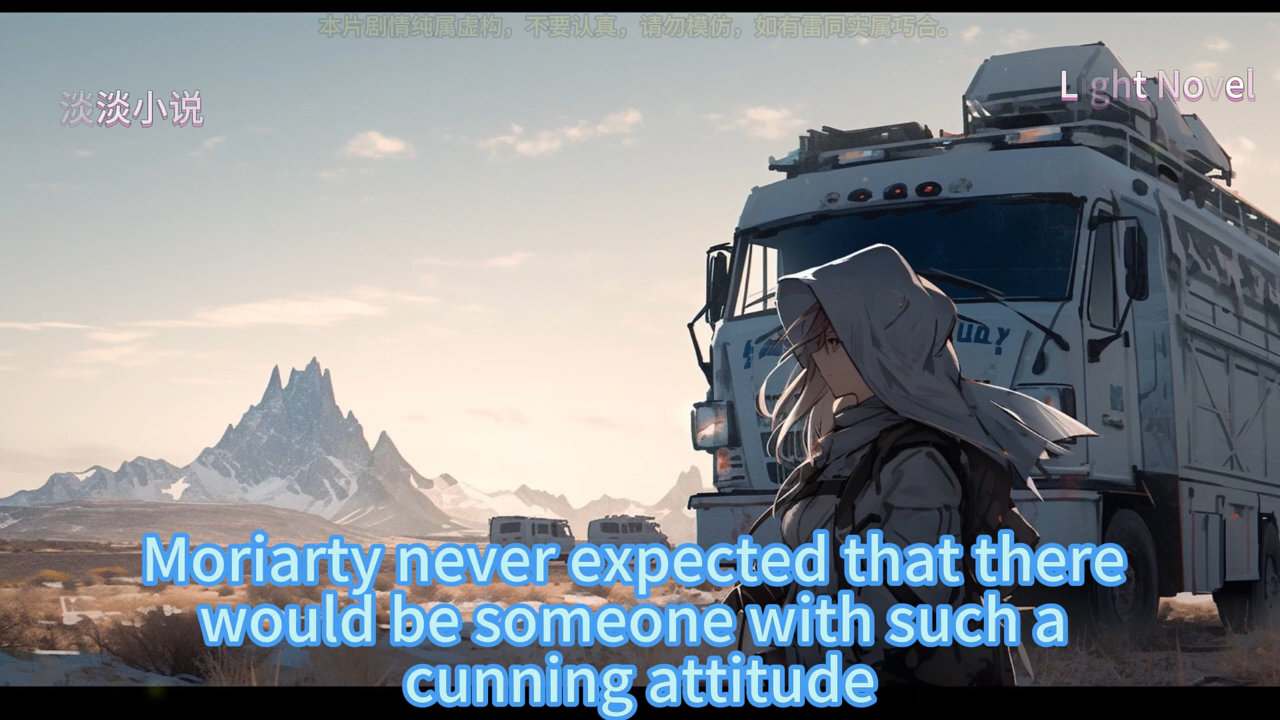 本片剧情纯属虚构，不要认真，请勿模仿，如有雷同实属巧合。
淡淡小说
Light Novel
Moriarty never expected that there
would be someone with such a
cunning attitude